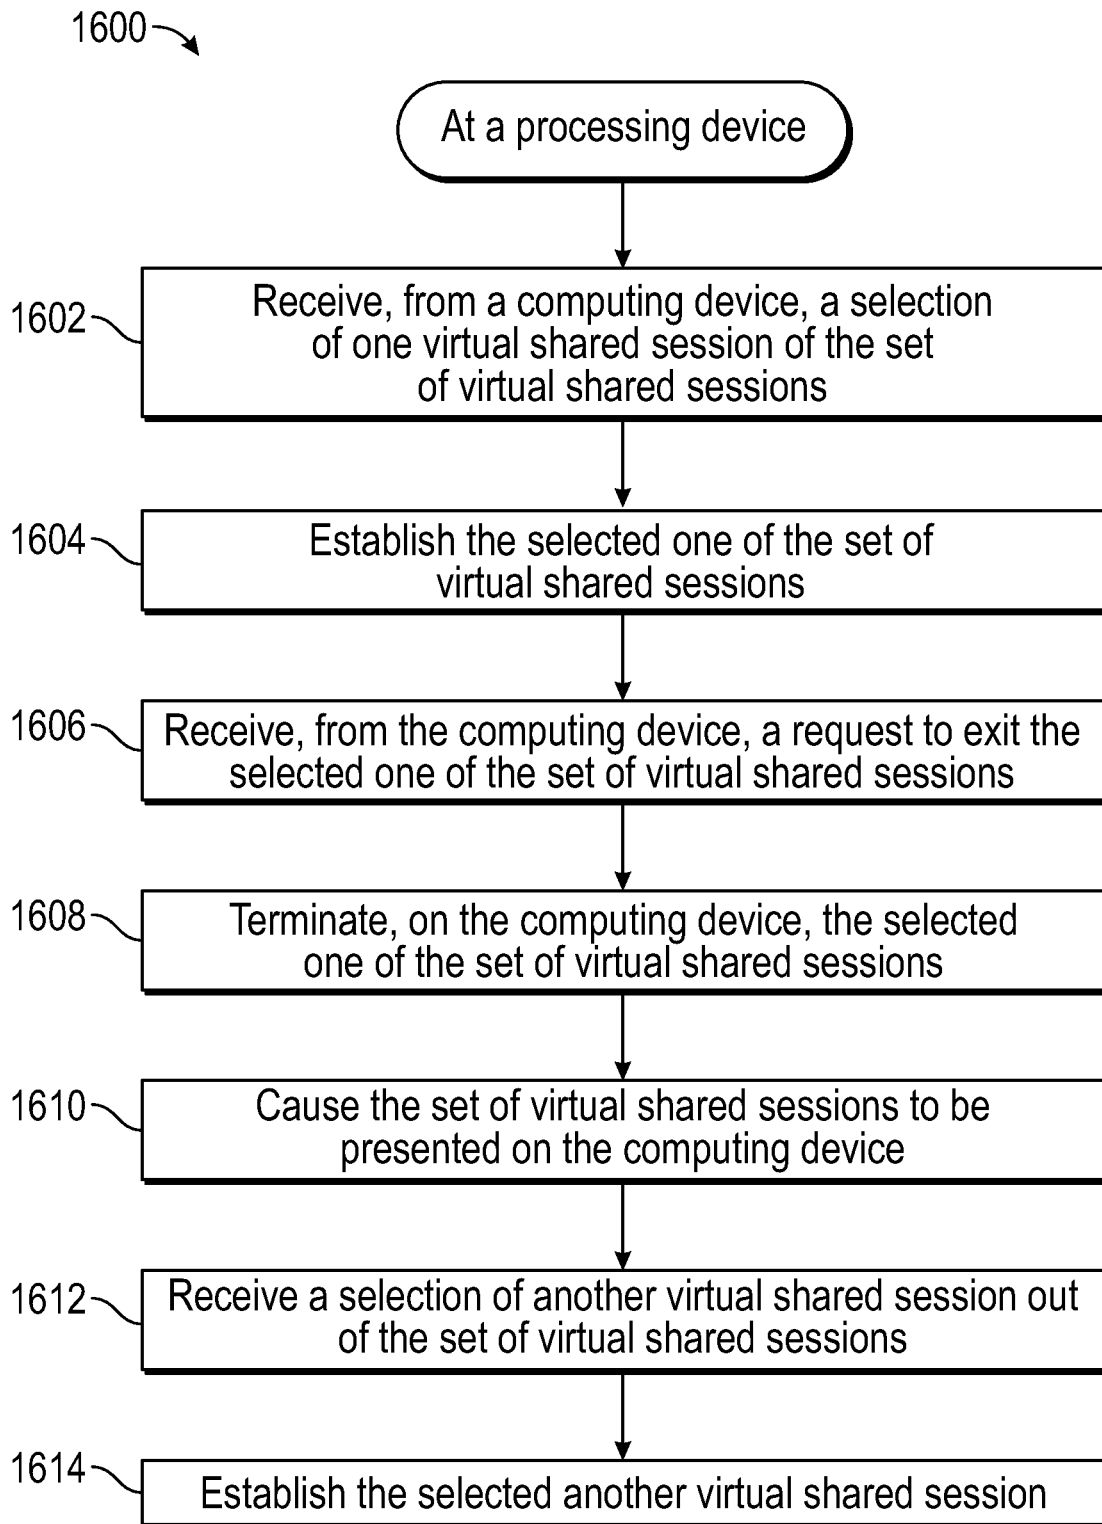 1600
At a processing device
1602
Receive, from a computing device, a selection
of one virtual shared session of the set
of virtual shared sessions
1604
Establish the selected one of the set of
virtual shared sessions
1606
Receive, from the computing device, a request to exit the
selected one of the set of virtual shared sessions
1608
Terminate, on the computing device, the selected
one of the set of virtual shared sessions
1610
Cause the set of virtual shared sessions to be
presented on the computing device
1612
Receive a selection of another virtual shared session out
of the set of virtual shared sessions
1614
Establish the selected another virtual shared session